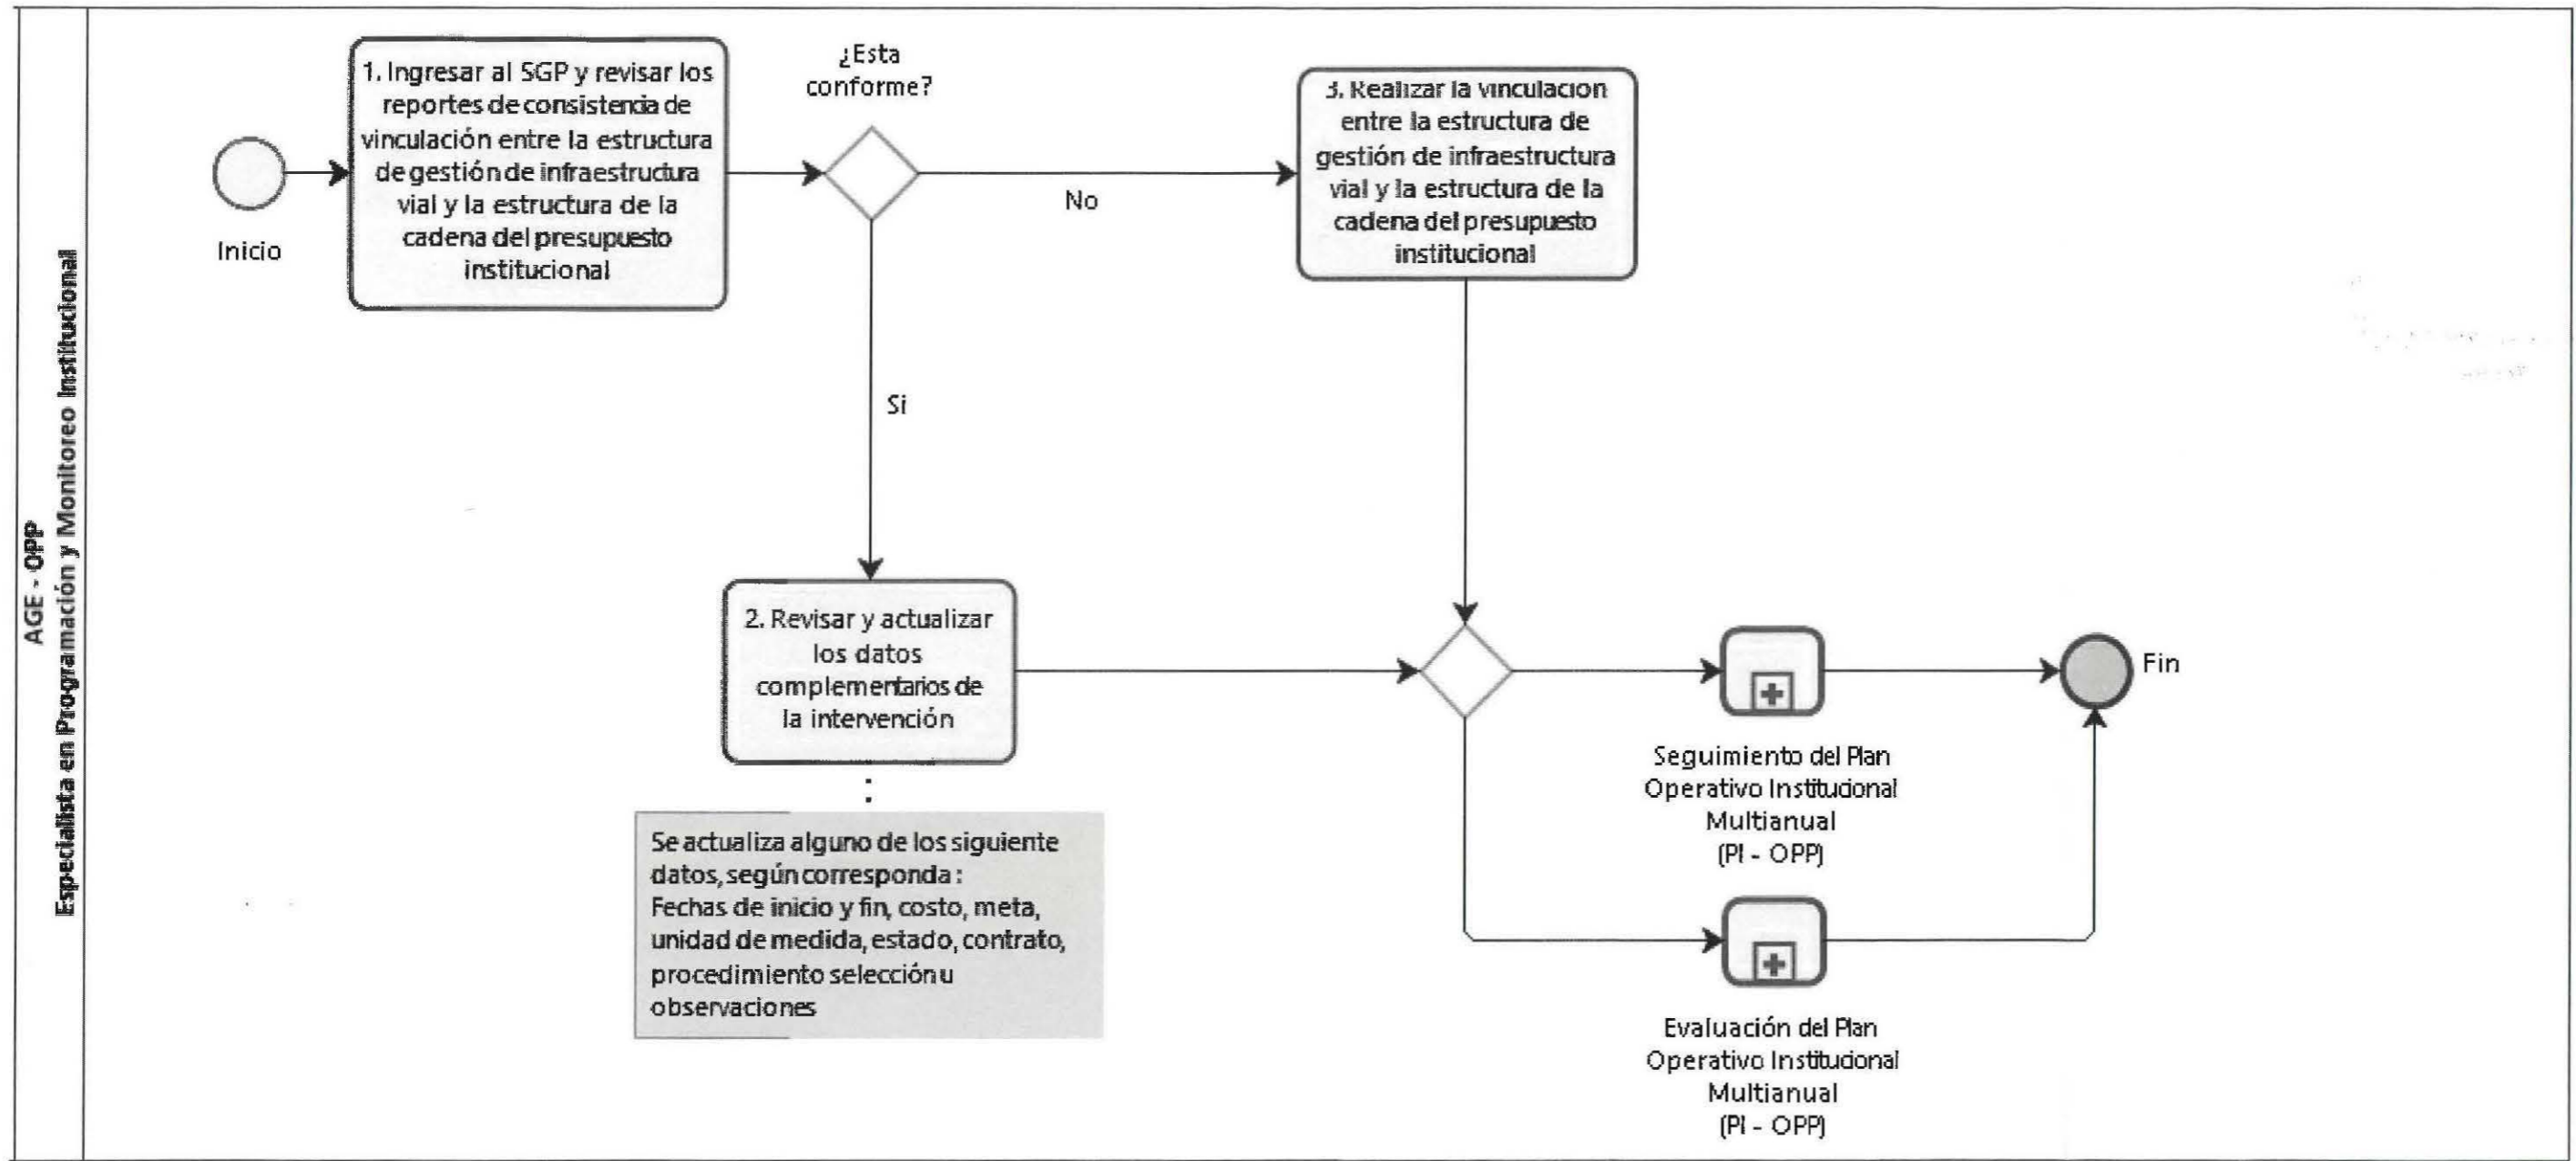 AGE - OPP
Especialista en Programación y Monitoreo Institucional
Inicio
1. Ingresar al SGP y revisar los
reportes de consistencia de
vinculación entre la estructura
de gestión de infraestructura
vial y la estructura de la
cadena del presupuesto
institucional
¿Esta
conforme?
No
Si
3. Realizar la vinculación
entre la estructura de
gestión de infraestructura
vial y la estructura de la
cadena del presupuesto
institucional
2. Revisar y actualizar
los datos
complementarios de
la intervención
Se actualiza alguno de los siguiente
datos, según corresponda :
Fechas de inicio y fin, costo, meta,
unidad de medida, estado, contrato,
procedimiento selección u
observaciones
Seguimiento del Plan
Operativo Institucional
Multianual
(PI - OPP)
Fin
Evaluación del Plan
Operativo Institucional
Multianual
(PI - OPP)